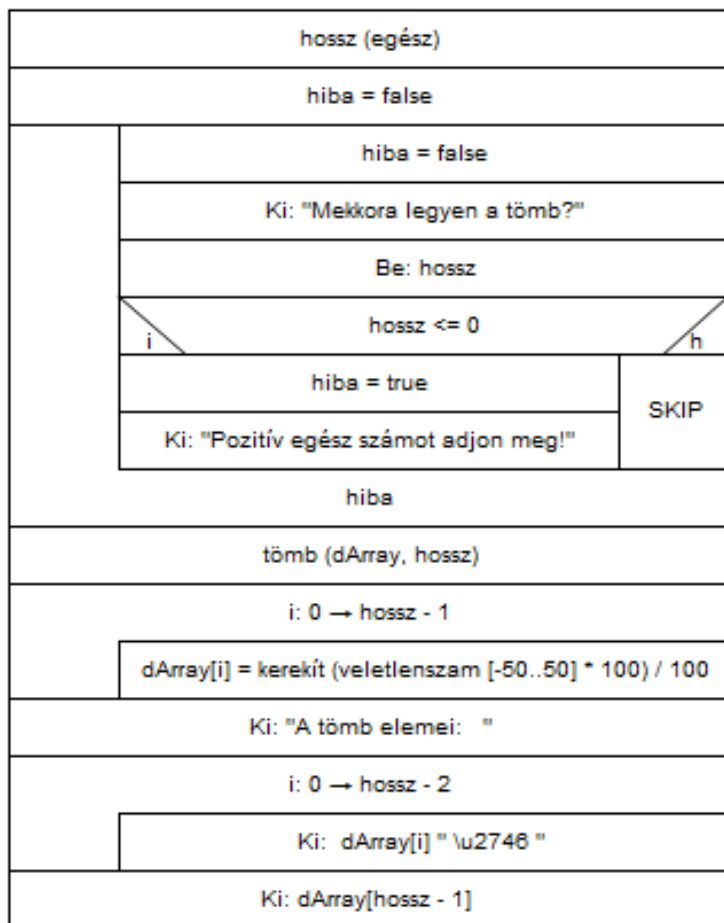 hossz (egész)
hiba = false
hiba = false
Ki: "Mekkora legyen a tömb?"
Be: hossz
hossz <= 0
i
h
hiba = true
SKIP
Ki: "Pozitív egész számot adjon meg!"
hiba
tömb (dArray, hossz)
i: 0 → hossz - 1
dArray[i] = kerekít (veletlenszam [-50..50] * 100) / 100
Ki: "A tömb elemei:   "
i: 0 → hossz - 2
Ki:  dArray[i] " \u2746 "
Ki: dArray[hossz - 1]